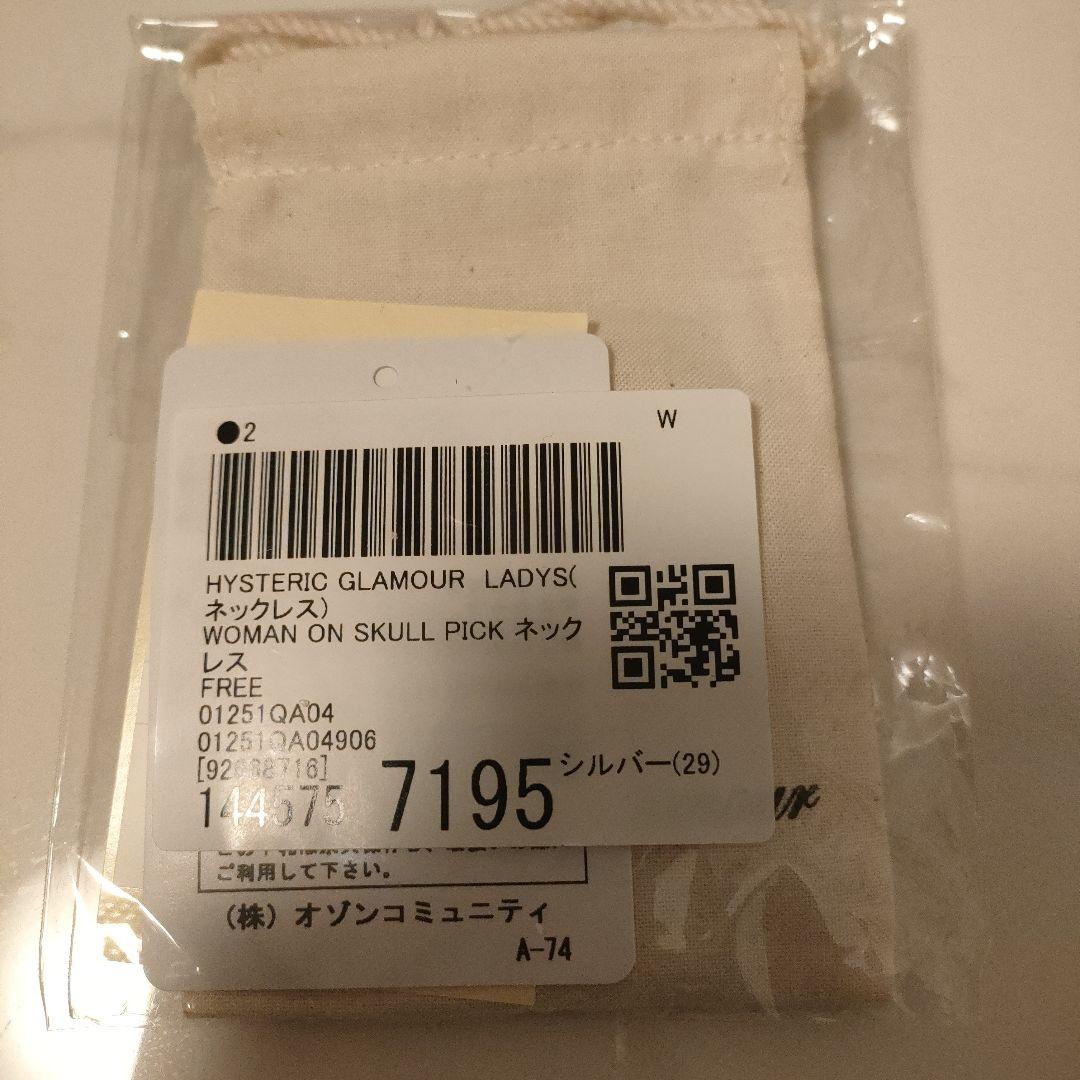 ●2
W
HYSTERIC GLAMOUR LADYS(
ネックレス)
WOMAN ON SKULL PICK ネック
レス
FREE
01251QA04
01251QA04906
144575 7195 シルバー(29)
ご利用して下さい。
(株) オゾンコミュニティ
A-74